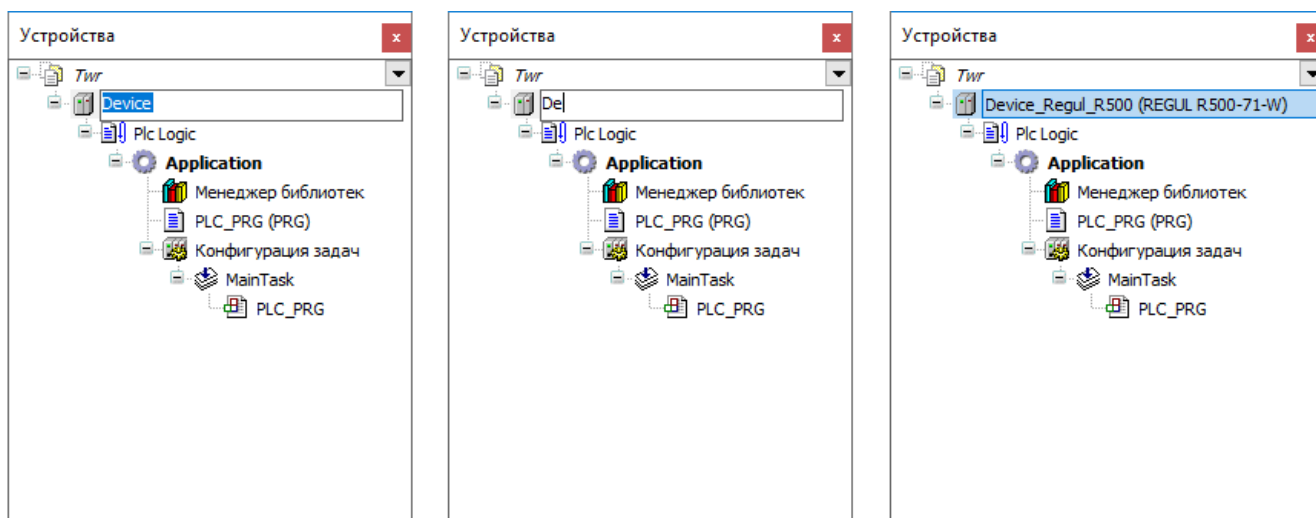 Устройства
x
Twr
Device
Plc Logic
Application
Менеджер библиотек
PLC_PRG (PRG)
Конфигурация задач
MainTask
PLC_PRG
Устройства
x
Twr
De
Plc Logic
Application
Менеджер библиотек
PLC_PRG (PRG)
Конфигурация задач
MainTask
PLC_PRG
Устройства
x
Twr
Device_Regul_R500 (REGUL R500-71-W)
Plc Logic
Application
Менеджер библиотек
PLC_PRG (PRG)
Конфигурация задач
MainTask
PLC_PRG